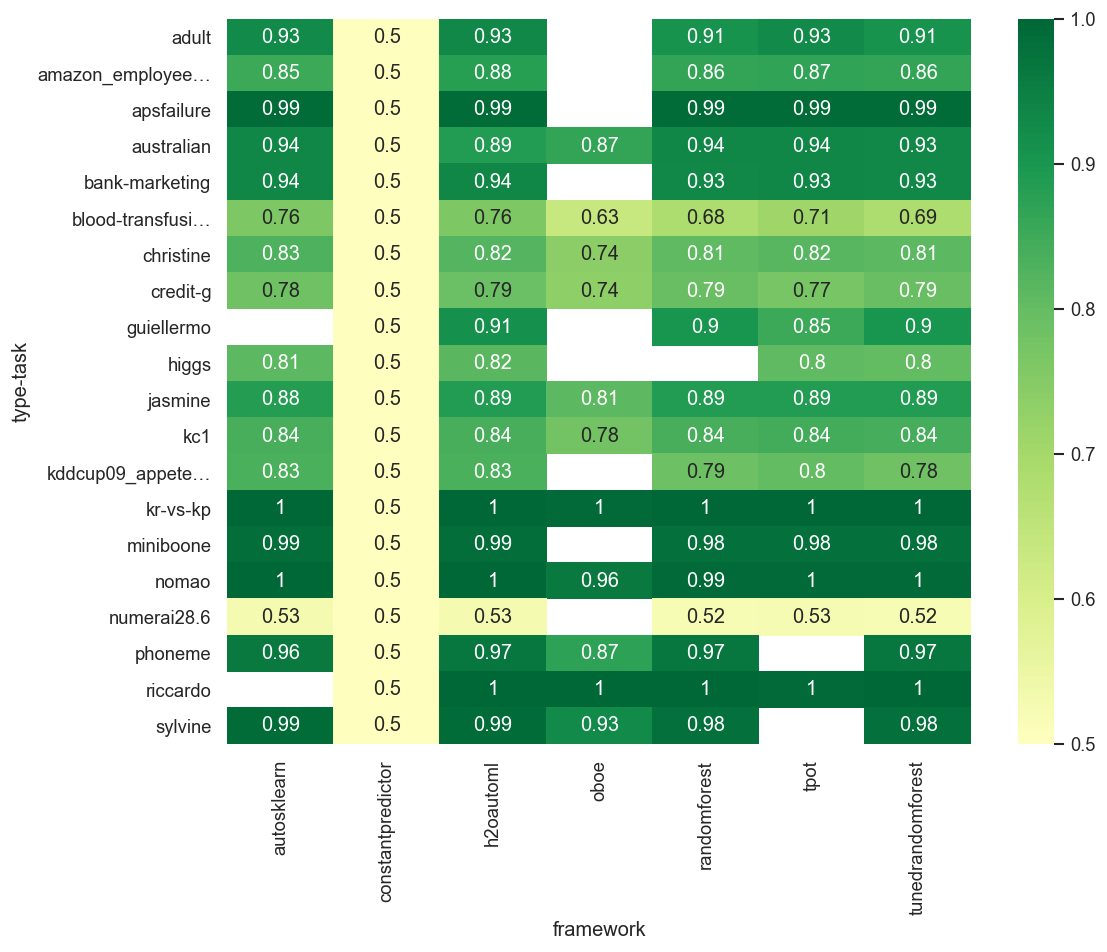 adult 0.93 0.5 0.93 0.91 0.93 0.91
amazon_employee… 0.85 0.5 0.88 0.86 0.87 0.86
apsfailure 0.99 0.5 0.99 0.99 0.99 0.99
australian 0.94 0.5 0.89 0.87 0.94 0.94 0.93
bank-marketing 0.94 0.5 0.94 0.93 0.93 0.93
blood-transfusi… 0.76 0.5 0.76 0.63 0.68 0.71 0.69
christine 0.83 0.5 0.82 0.74 0.81 0.82 0.81
credit-g 0.78 0.5 0.79 0.74 0.79 0.77 0.79
guiellermo 0.5 0.91 0.9 0.85 0.9
higgs 0.81 0.5 0.82 0.8 0.8
jasmine 0.88 0.5 0.89 0.81 0.89 0.89 0.89
kc1 0.84 0.5 0.84 0.78 0.84 0.84 0.84
kddcup09_appete… 0.83 0.5 0.83 0.79 0.8 0.78
kr-vs-kp 1 0.5 1 1 1 1 1
miniboone 0.99 0.5 0.99 0.98 0.98 0.98
nomao 1 0.5 1 0.96 0.99 1 1
numerai28.6 0.53 0.5 0.53 0.52 0.53 0.52
phoneme 0.96 0.5 0.97 0.87 0.97 0.97
riccardo 0.5 1 1 1 1 1
sylvine 0.99 0.5 0.99 0.93 0.98 0.98
type-task
autosklearn
constantpredictor
h2oautoml
oboe
randomforest
tpot
tunedrandomforest
framework
1.0
0.9
0.8
0.7
0.6
0.5